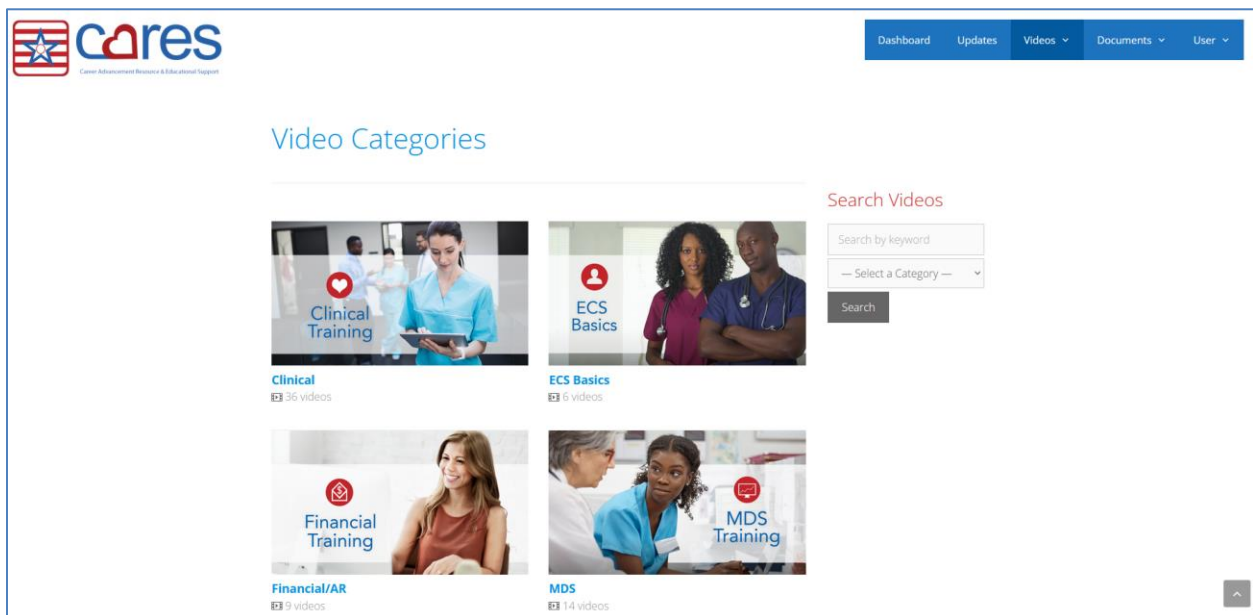 cares
Career Advancement Resource & Educational Support
Dashboard Updates Videos Documents User
Video Categories
Search Videos
Search by keyword
— Select a Category —
Search
Clinical
Training
Clinical
36 videos
ECS
Basics
ECS Basics
6 videos
Financial
Training
Financial/AR
9 videos
MDS
Training
MDS
14 videos